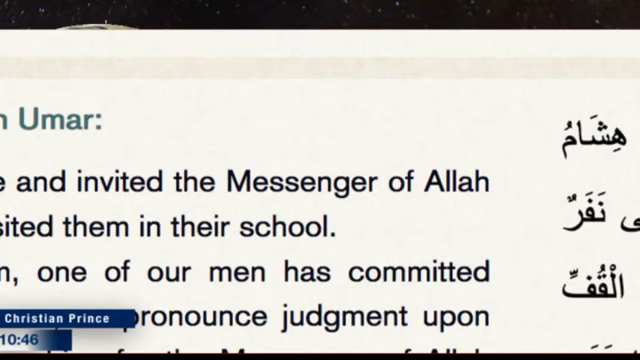 Umar:
and invited the Messenger of Allah
them in their school.
one of our men has committed
pronounce judgment upon
هِشَامُ
نَفَرٌ
الْقُفِّ
Christian Prince
10:46